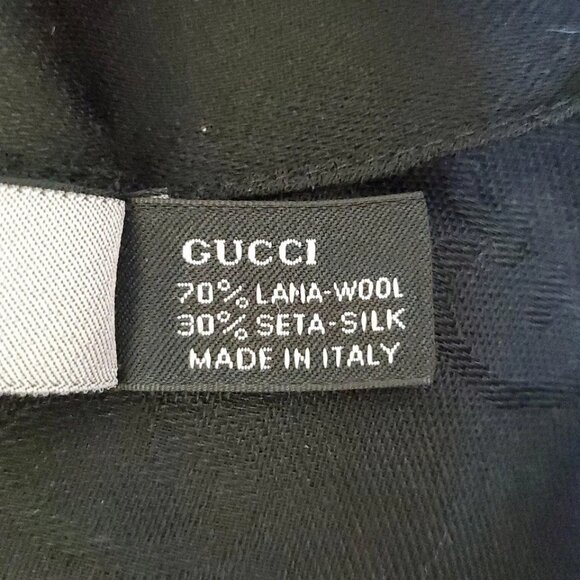 GUCCI
70% LANA-WOOL
30% SETA-SILK
MADE IN ITALY